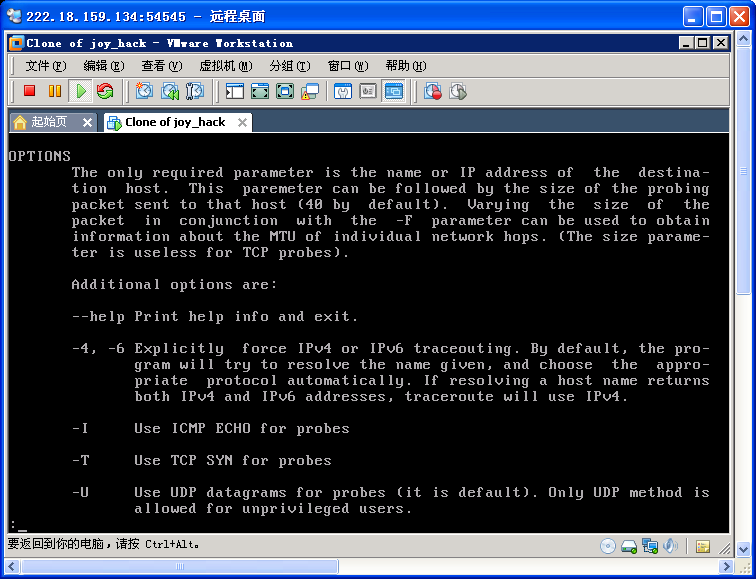 222.18.159.134:54545 - 远程桌面
Clone of joy_hack - VMware Workstation
文件(F) 编辑(E) 查看(V) 虚拟机(M) 分组(T) 窗口(W) 帮助(H)
起始页 Clone of joy_hack
OPTIONS
The only required parameter is the name or IP address of the destina-
tion host. This paremeter can be followed by the size of the probing
packet sent to that host (40 by default). Varying the size of the
packet in conjunction with the -F parameter can be used to obtain
information about the MTU of individual network hops. (The size parame-
ter is useless for TCP probes).
Additional options are:
--help Print help info and exit.
-4, -6 Explicitly force IPv4 or IPv6 traceouting. By default, the pro-
gram will try to resolve the name given, and choose the appro-
priate protocol automatically. If resolving a host name returns
both IPv4 and IPv6 addresses, traceroute will use IPv4.
-I Use ICMP ECHO for probes
-T Use TCP SYN for probes
-U Use UDP datagrams for probes (it is default). Only UDP method is
allowed for unprivileged users.
:_
要返回到你的电脑，请按 Ctrl+Alt。